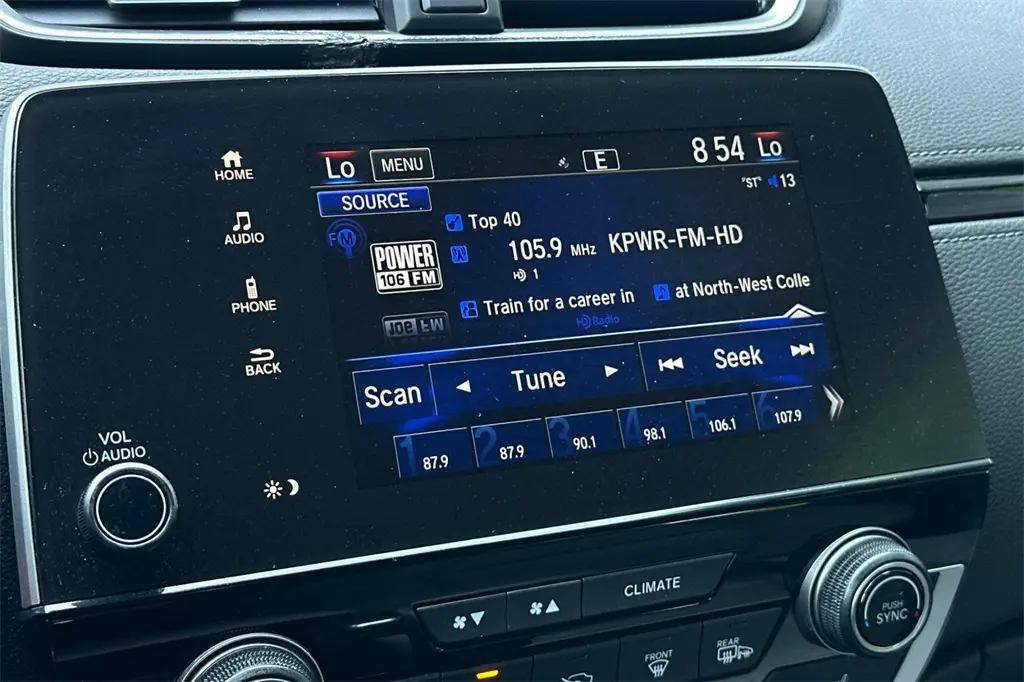 HOME
AUDIO
PHONE
BACK
VOL
AUDIO
Lo MENU E 8 54 Lo
SOURCE "ST" 13
FM
Top 40
POWER
106 FM
105.9 MHz KPWR-FM-HD
HD 1
Train for a career in at North-West Colle
HD Radio
Scan Tune Seek
1 87.9 2 87.9 3 90.1 4 98.1 5 106.1 6 107.9
CLIMATE
PUSH
SYNC
FRONT
REAR